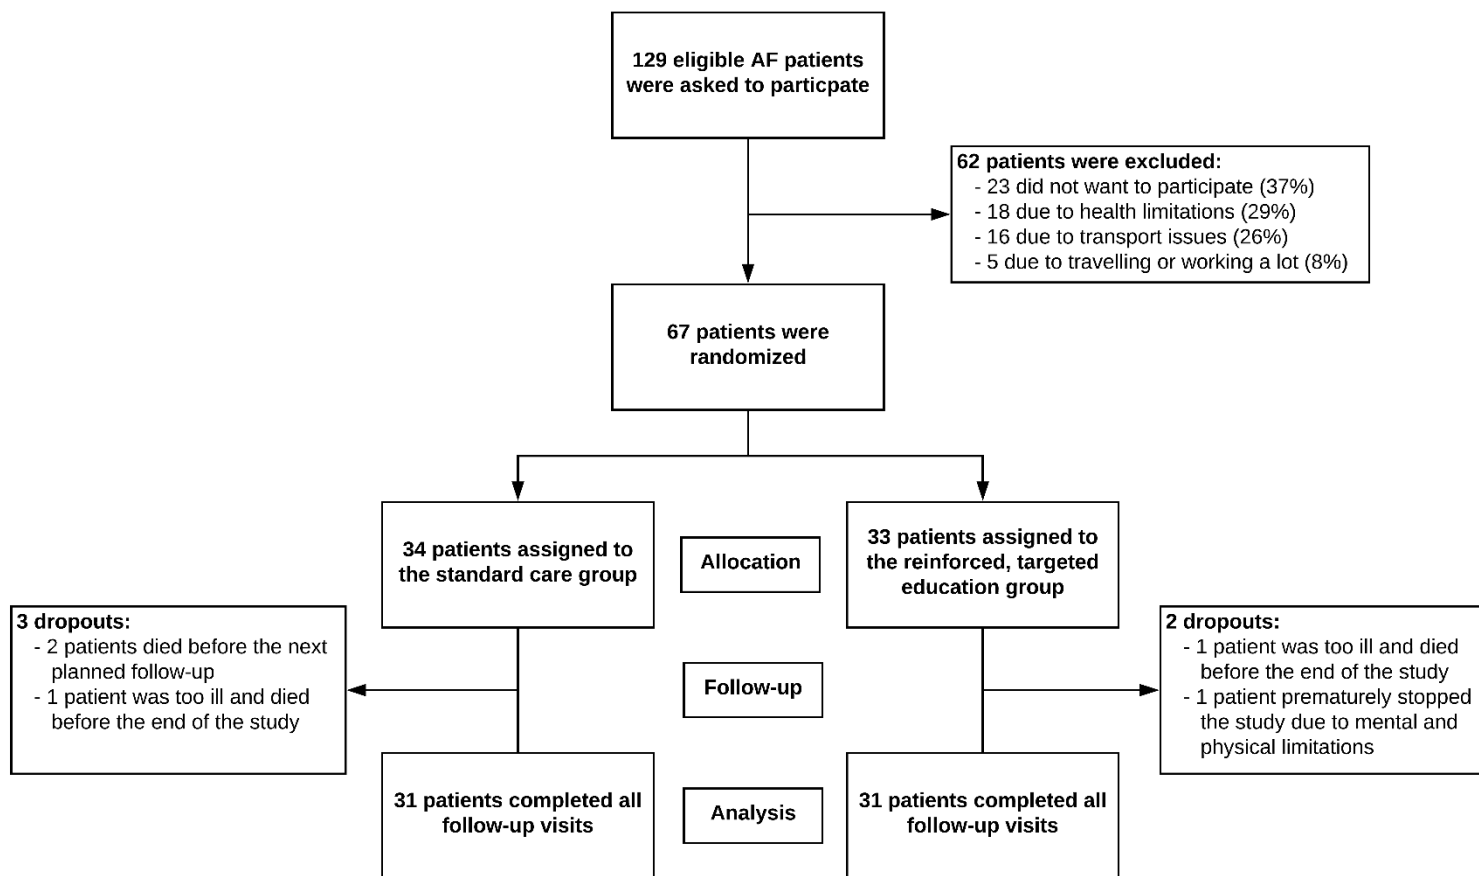 129 eligible AF patients
were asked to particpate
62 patients were excluded:
- 23 did not want to participate (37%)
- 18 due to health limitations (29%)
- 16 due to transport issues (26%)
- 5 due to travelling or working a lot (8%)
67 patients were
randomized
34 patients assigned to
the standard care group
Allocation
33 patients assigned to
the reinforced, targeted
education group
3 dropouts:
- 2 patients died before the next
planned follow-up
- 1 patient was too ill and died
before the end of the study
Follow-up
2 dropouts:
- 1 patient was too ill and died
before the end of the study
- 1 patient prematurely stopped
the study due to mental and
physical limitations
31 patients completed all
follow-up visits
Analysis
31 patients completed all
follow-up visits